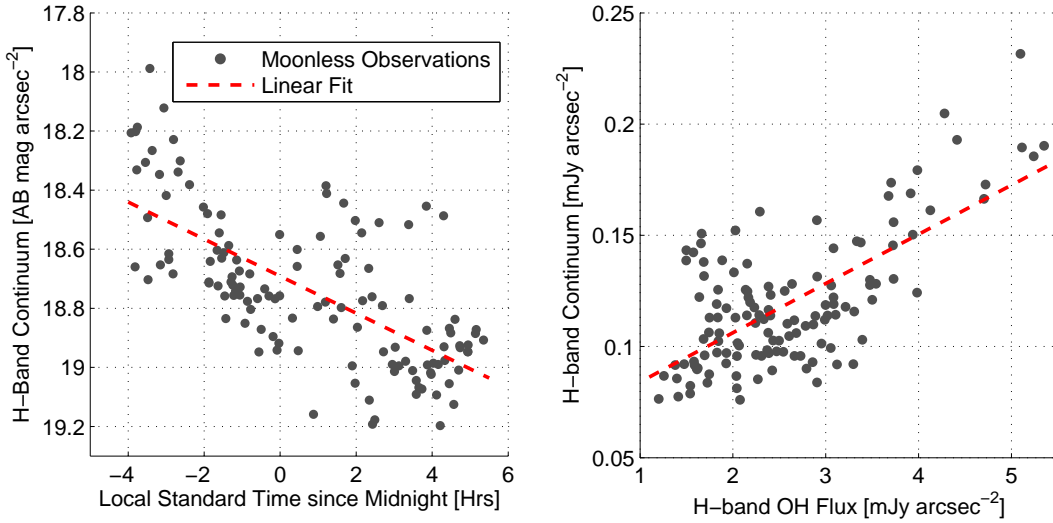 17.8
18
18.2
18.4
18.6
18.8
19
19.2
H−Band Continuum [AB mag arcsec−2]
Moonless Observations
Linear Fit
−4 −2 0 2 4 6
Local Standard Time since Midnight [Hrs]
0.25
0.2
0.15
0.1
0.05
H−band Continuum [mJy arcsec−2]
1 2 3 4 5
H−band OH Flux [mJy arcsec−2]